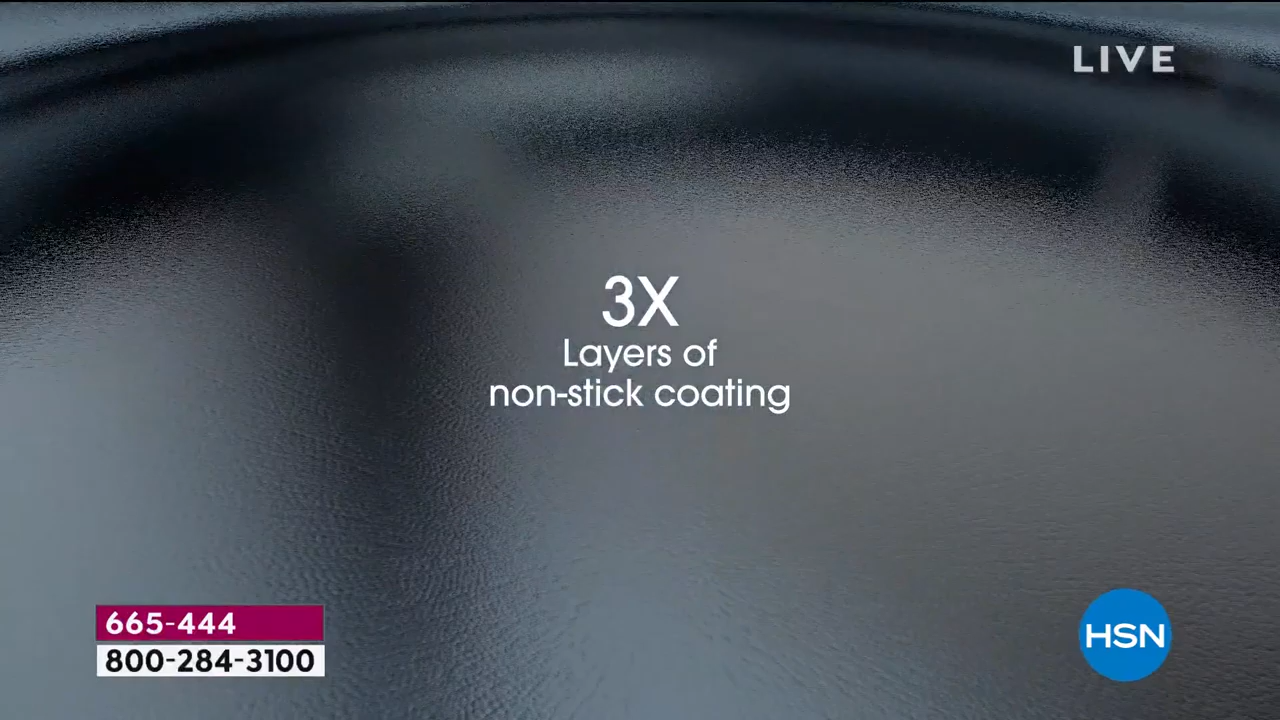 LIVE
3X
Layers of
non-stick coating
665-444
800-284-3100
HSN